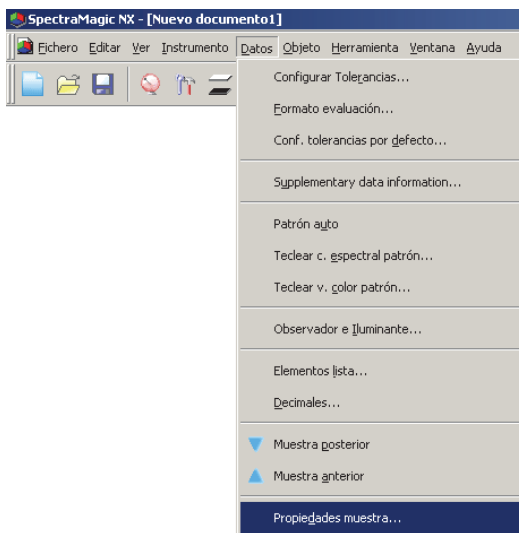 SpectraMagic NX - [Nuevo documento1]
Fichero Editar Ver Instrumento Datos Objeto Herramienta Ventana Ayuda
Configurar Tolerancias...
Formato evaluación...
Conf. tolerancias por defecto...
Supplementary data information...
Patrón auto
Teclear c. espectral patrón...
Teclear v. color patrón...
Observador e Iluminante...
Elementos lista...
Decimales...
Muestra posterior
Muestra anterior
Propiedades muestra...